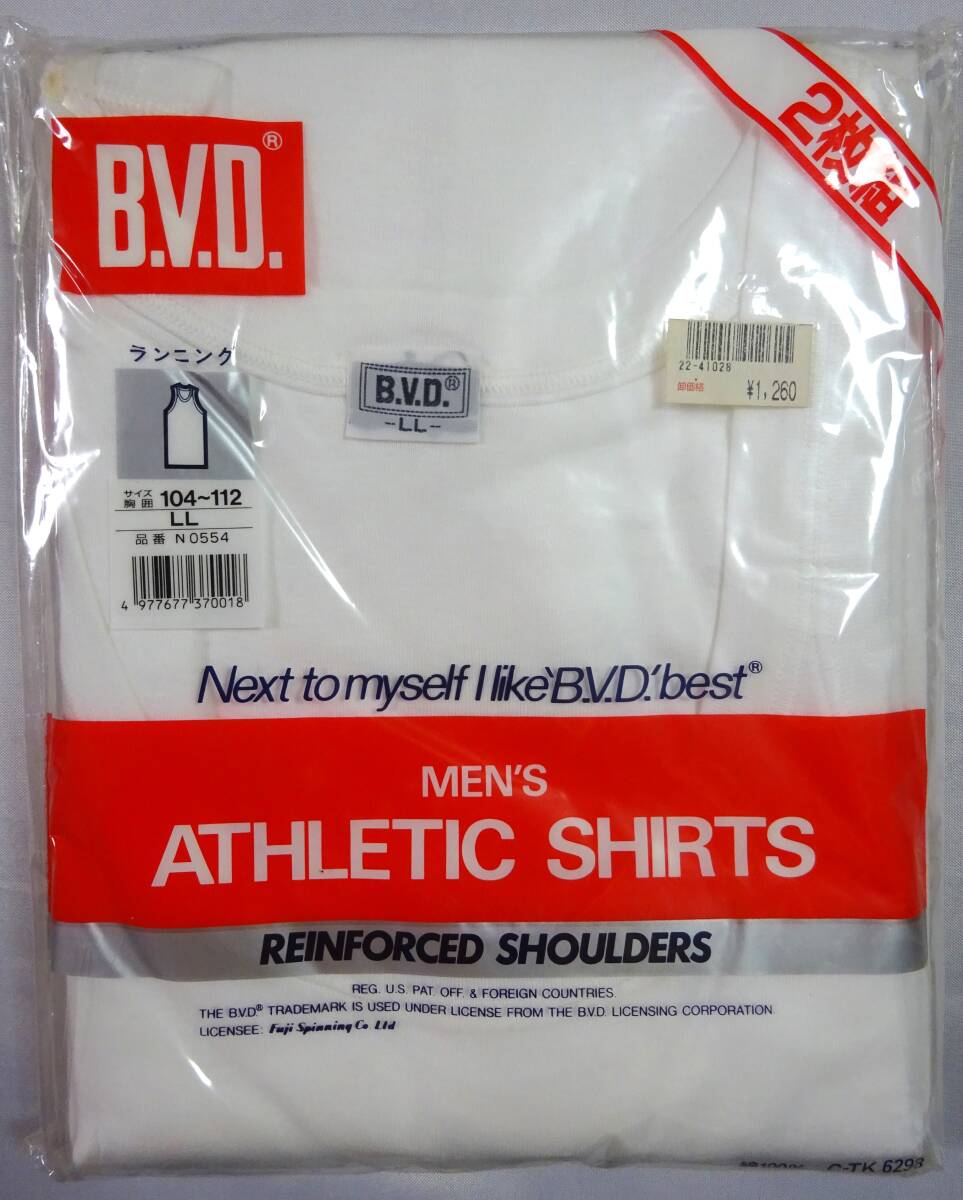 B.V.D.®
2枚組
ランニング
サイズ
胸囲 104~112
LL
品番 N0554
4 977677 370018
B.V.D.®
-LL-
22-41028
卸価格 ¥1,260
Next to myself I like 'B.V.D.' best®
MEN'S
ATHLETIC SHIRTS
REINFORCED SHOULDERS
REG. U.S. PAT. OFF. & FOREIGN COUNTRIES.
THE B.V.D® TRADEMARK IS USED UNDER LICENSE FROM THE B.V.D. LICENSING CORPORATION
LICENSEE: Fuji Spinning Co Ltd
C-TK 6293